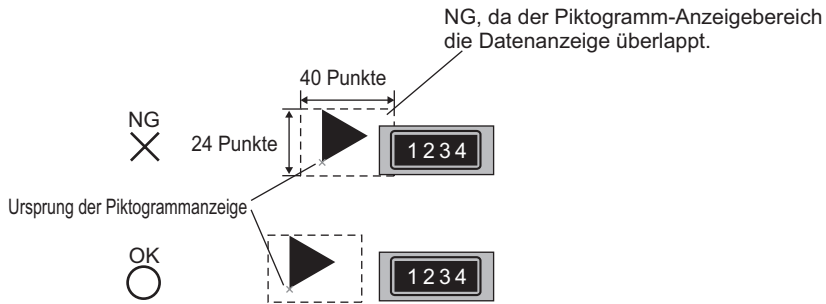 NG, da der Piktogramm-Anzeigebereich
die Datenanzeige überlappt.
40 Punkte
NG
24 Punkte
1234
Ursprung der Piktogrammanzeige
OK
1234